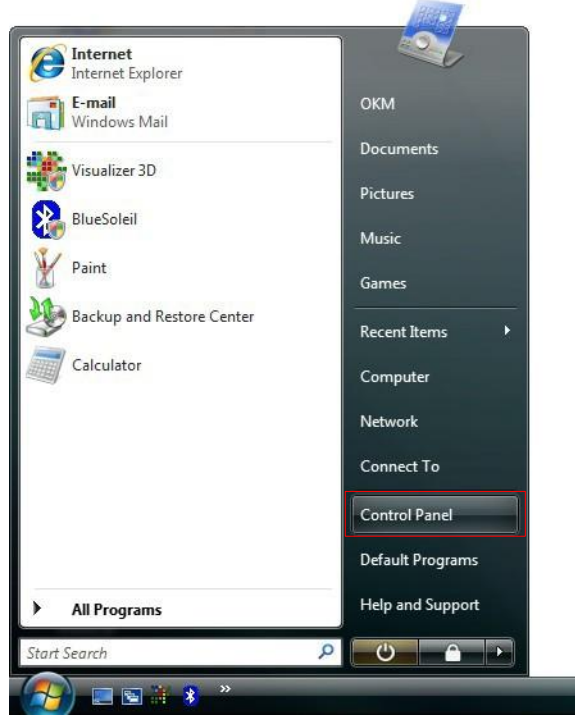 Internet
Internet Explorer
E-mail
Windows Mail
Visualizer 3D
BlueSoleil
Paint
Backup and Restore Center
Calculator
All Programs
Start Search
OKM
Documents
Pictures
Music
Games
Recent Items
Computer
Network
Connect To
Control Panel
Default Programs
Help and Support